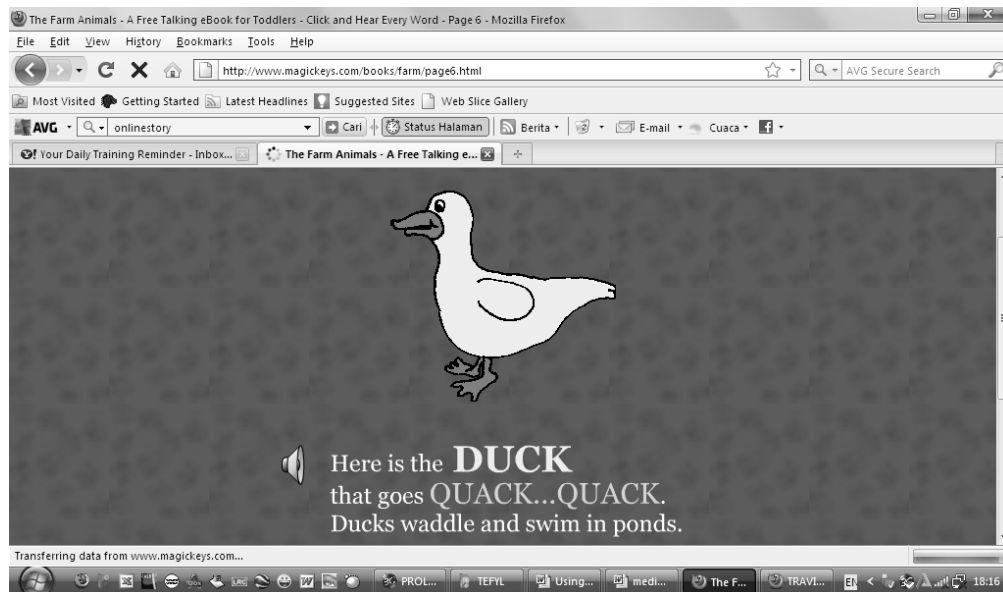 The Farm Animals - A Free Talking eBook for Toddlers - Click and Hear Every Word - Page 6 - Mozilla Firefox
File Edit View History Bookmarks Tools Help
http://www.magickeys.com/books/farm/page6.html AVG Secure Search
Most Visited Getting Started Latest Headlines Suggested Sites Web Slice Gallery
AVG onlinestory Cari Status Halaman Berita E-mail Cuaca
Your Daily Training Reminder - Inbox... The Farm Animals - A Free Talking e...
Here is the DUCK
that goes QUACK...QUACK.
Ducks waddle and swim in ponds.
Transferring data from www.magickeys.com...
PROL... TEFYL Using... medi... The F... TRAVI... EN 18:16